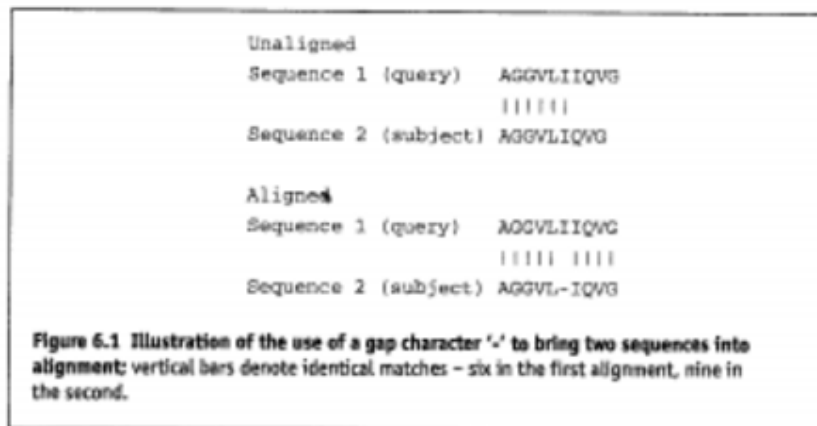 Unaligned
Sequence 1 (query) AGGVLIIQVG
||||||
Sequence 2 (subject) AGGVLIQVG
Aligned
Sequence 1 (query) AGGVLIIQVG
||||| ||||
Sequence 2 (subject) AGGVL-IQVG
Figure 6.1 Illustration of the use of a gap character '-' to bring two sequences into
alignment; vertical bars denote identical matches – six in the first alignment, nine in
the second.